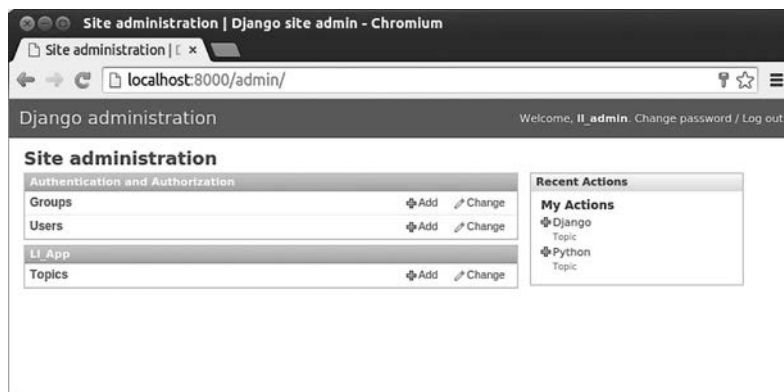 Site administration | Django site admin - Chromium
Site administration | D
localhost:8000/admin/
Django administration
Welcome, ll_admin. Change password / Log out
Site administration
Authentication and Authorization
Groups Add Change
Users Add Change
Ll_App
Topics Add Change
Recent Actions
My Actions
Django
Topic
Python
Topic